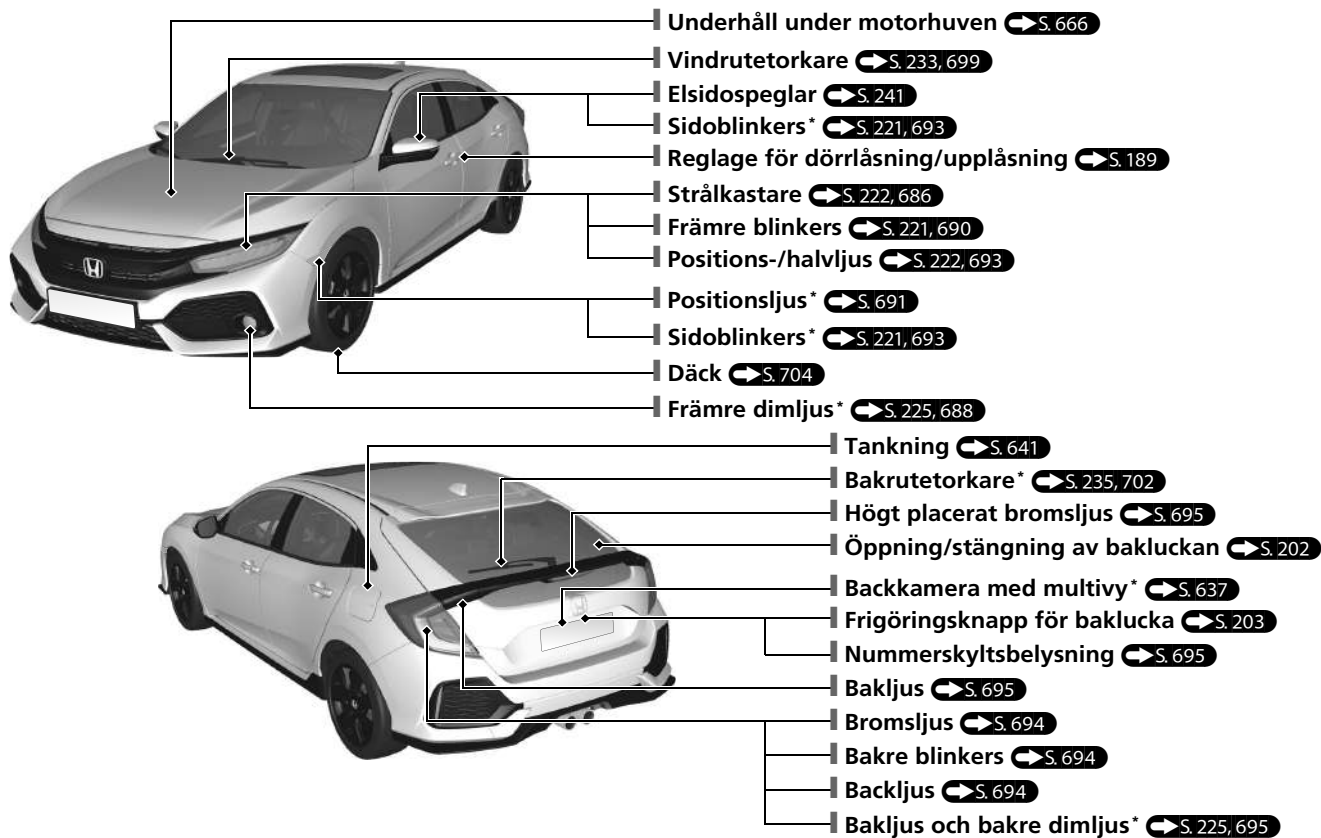 Underhåll under motorhuven S. 666
Vindrutetorkare S. 233, 699
Elsidospeglar S. 241
Sidoblinkers* S. 221, 693
Reglage för dörrlåsning/upplåsning S. 189
Strålkastare S. 222, 686
Främre blinkers S. 221, 690
Positions-/halvljus S. 222, 693
Positionsljus* S. 691
Sidoblinkers* S. 221, 693
Däck S. 704
Främre dimljus* S. 225, 688
Tankning S. 641
Bakrutetorkare* S. 235, 702
Högt placerat bromsljus S. 695
Öppning/stängning av bakluckan S. 202
Backkamera med multivy* S. 637
Frigöringsknapp för baklucka S. 203
Nummerskyltsbelysning S. 695
Bakljus S. 695
Bromsljus S. 694
Bakre blinkers S. 694
Backljus S. 694
Bakljus och bakre dimljus* S. 225, 695